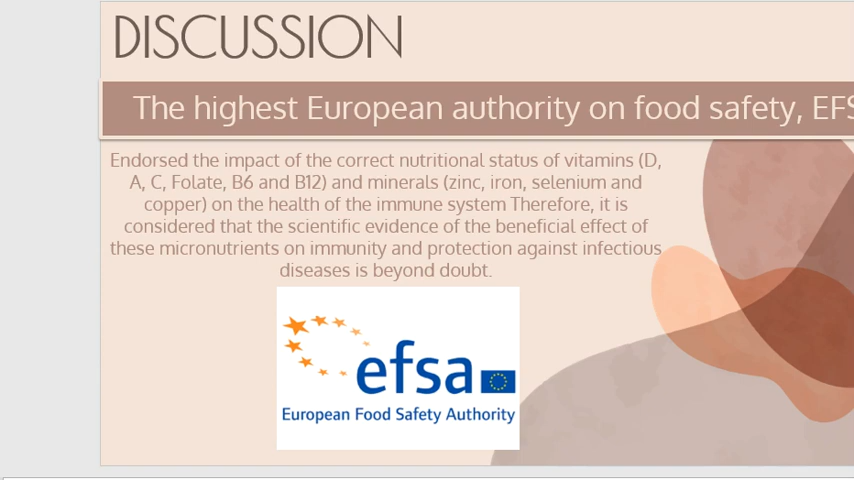 DISCUSSION
The highest European authority on food safety,
Endorsed the impact of the correct nutritional status of vitamins (D,
A, C, Folate, B6 and B12) and minerals (zinc, iron, selenium and
copper) on the health of the immune system Therefore, it is
considered that the scientific evidence of the beneficial effect of
these micronutrients on immunity and protection against infectious
diseases is beyond doubt.
efsa
European Food Safety Authority